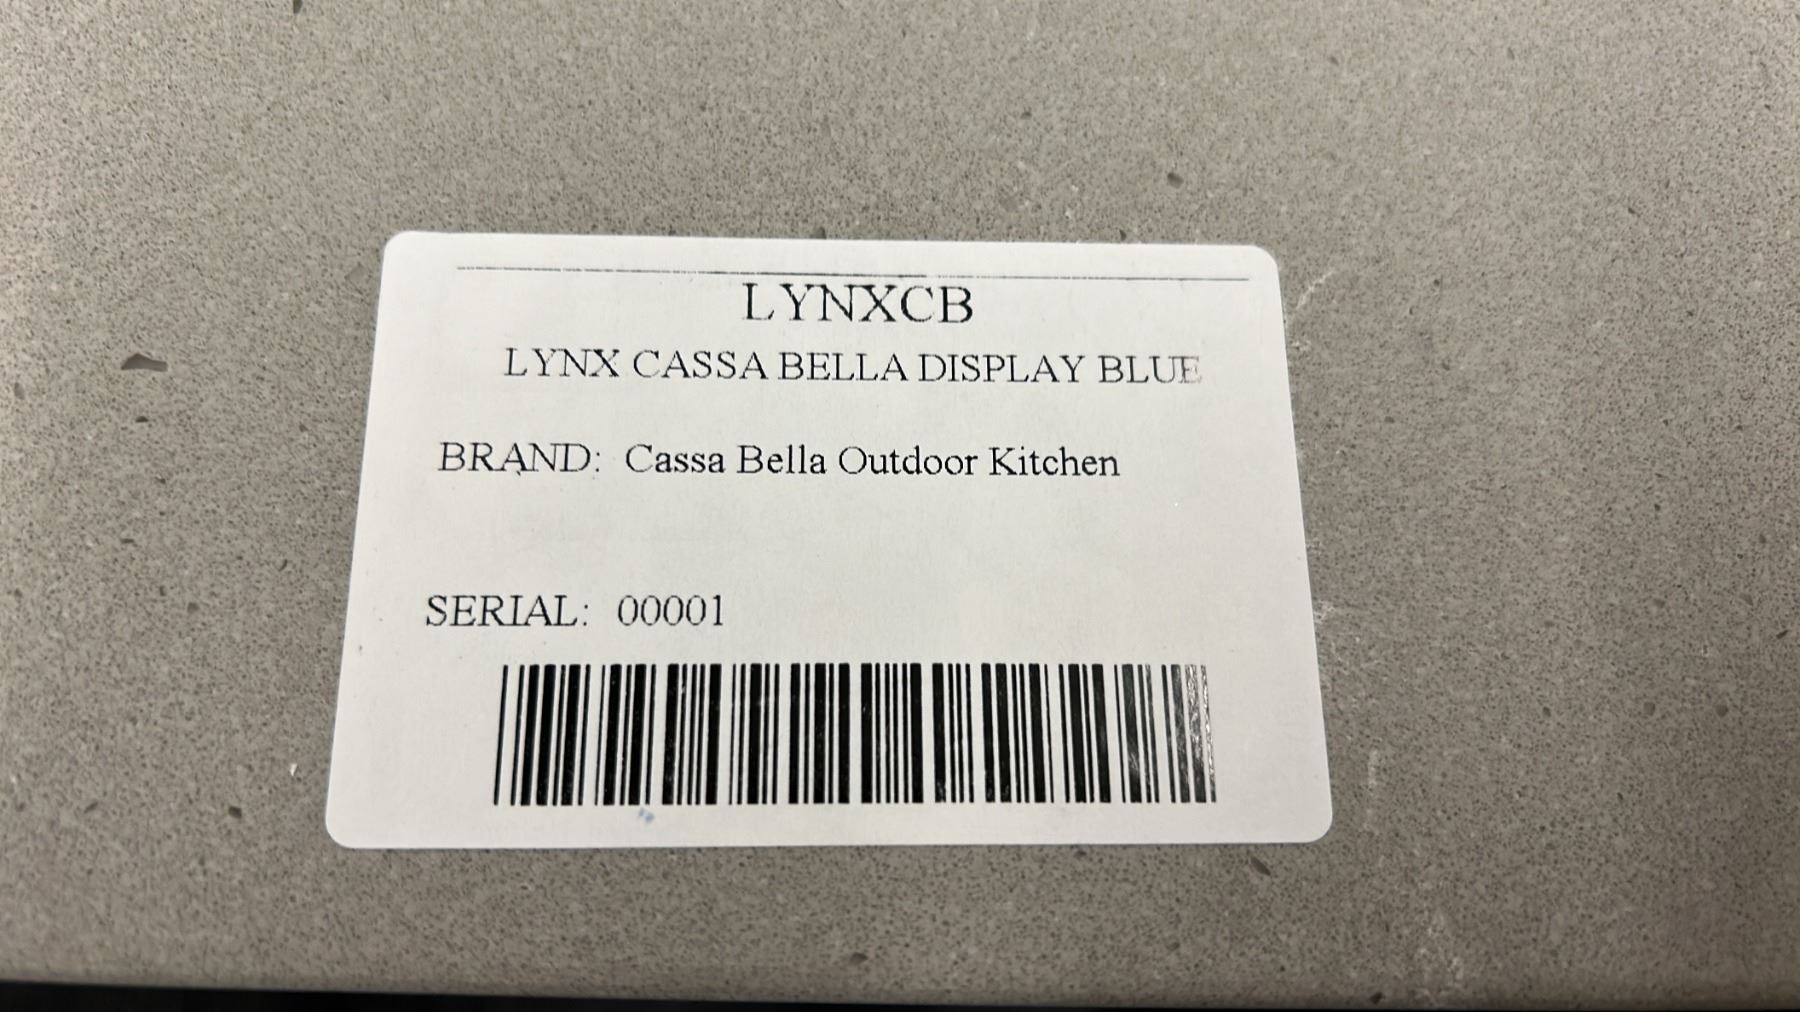 LYNXCB
LYNX CASSA BELLA DISPLAY BLUE
BRAND: Cassa Bella Outdoor Kitchen
SERIAL: 00001